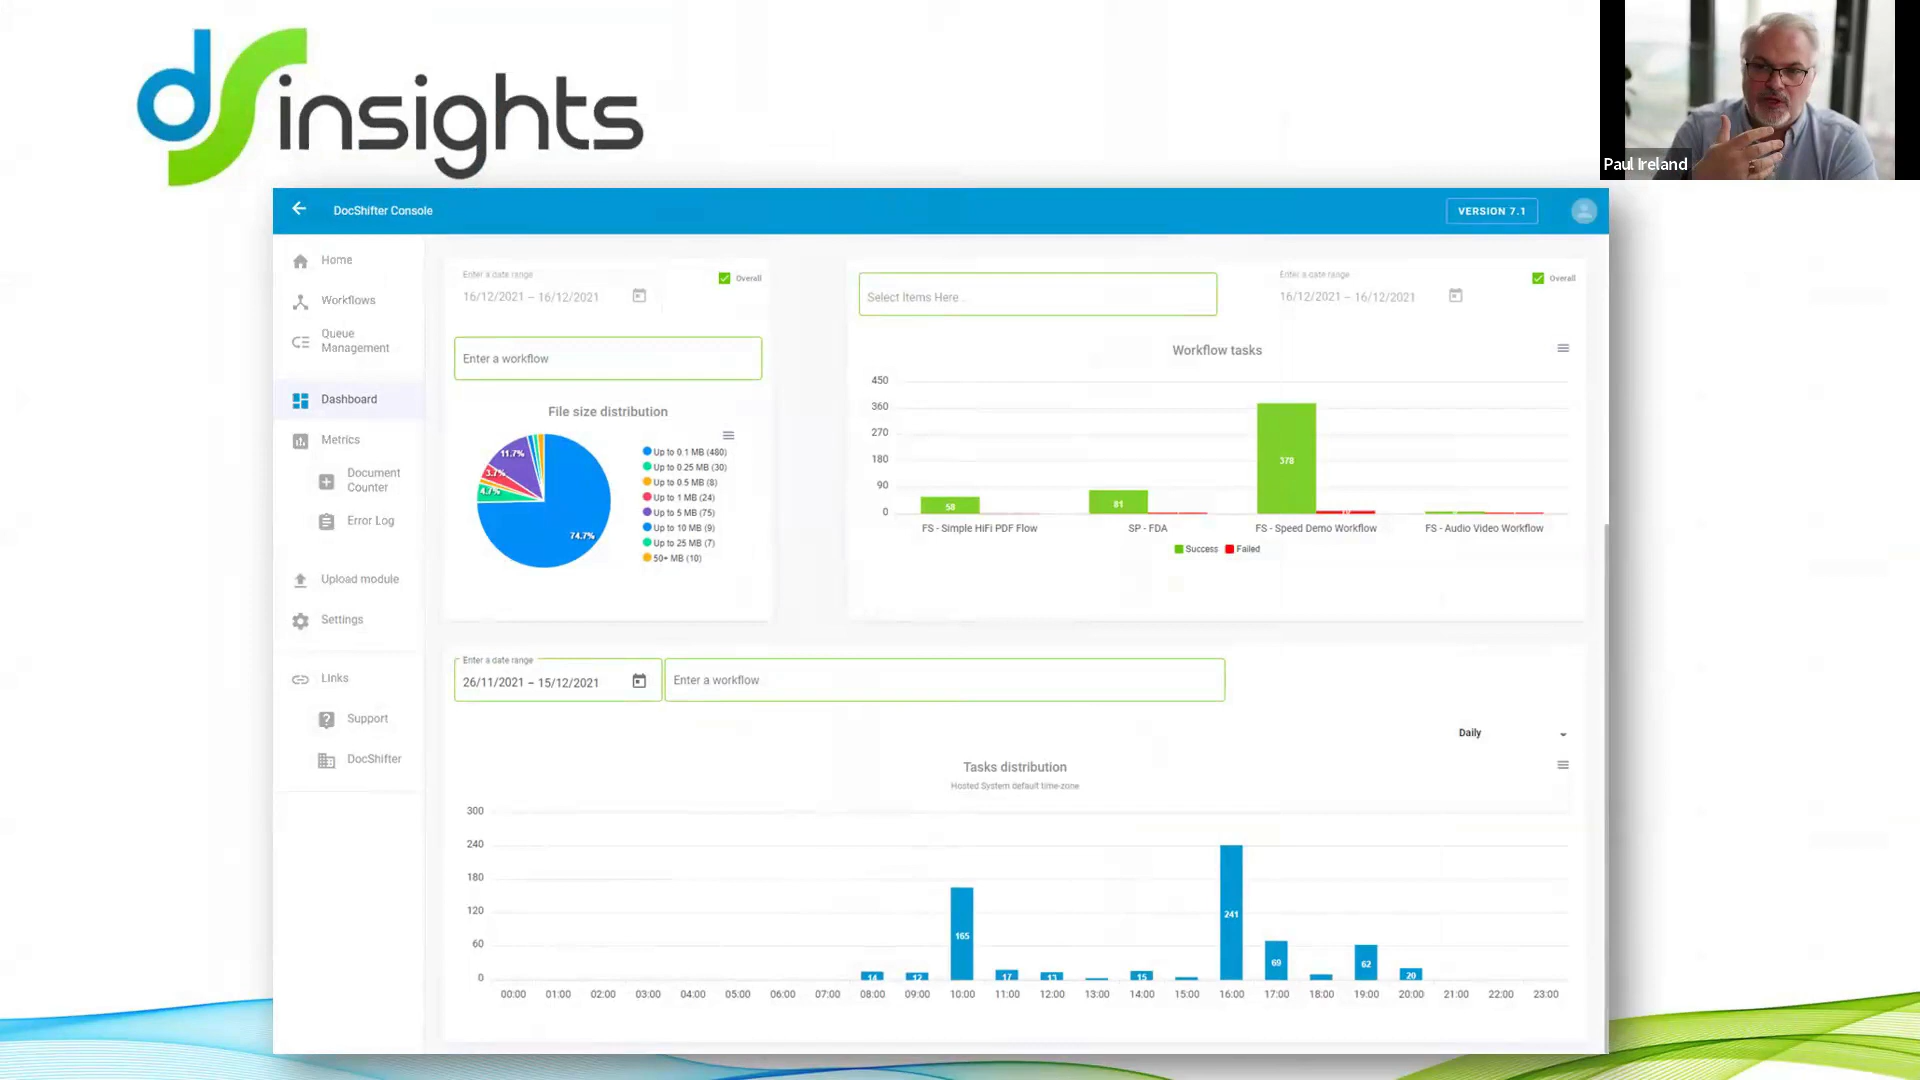 dS insights
Paul Ireland
DocShifter Console
VERSION 7.1
Home
Workflows
Queue
Management
Dashboard
Metrics
Document
Counter
Error Log
Upload module
Settings
Links
Support
DocShifter
Enter a date range
16/12/2021 – 16/12/2021
Overall
Enter a workflow
File size distribution
11.7%
3.7%
4.7%
74.7%
Up to 0.1 MB (480)
Up to 0.25 MB (30)
Up to 0.5 MB (8)
Up to 1 MB (24)
Up to 5 MB (75)
Up to 10 MB (9)
Up to 25 MB (7)
50+ MB (10)
Select Items Here ..
Enter a date range
16/12/2021 – 16/12/2021
Overall
Workflow tasks
450
360
270
180
90
0
58
81
378
FS - Simple HiFi PDF Flow
SP - FDA
FS - Speed Demo Workflow
FS - Audio Video Workflow
Success
Failed
Enter a date range
26/11/2021 – 15/12/2021
Enter a workflow
Daily
Tasks distribution
Hosted System default time-zone
300
240
180
120
60
0
14
12
165
17
13
15
241
69
62
20
00:00 01:00 02:00 03:00 04:00 05:00 06:00 07:00 08:00 09:00 10:00 11:00 12:00 13:00 14:00 15:00 16:00 17:00 18:00 19:00 20:00 21:00 22:00 23:00